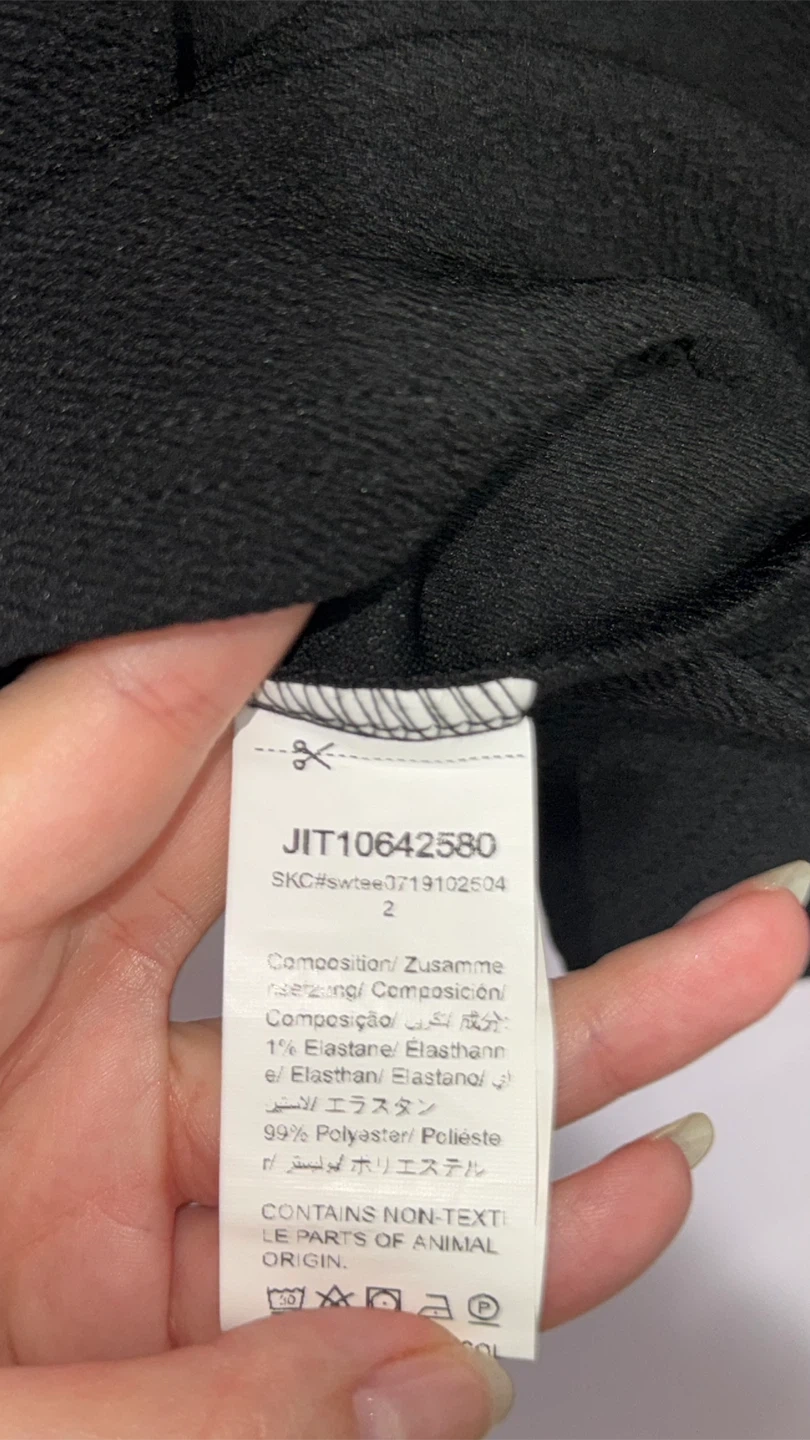 JIT10642580
SKC#swtee0719102504
2
Composition/ Zusamme
nsetzung/ Composición/
Composição/ تكوين/ 成分:
1% Elastane/ Élasthann
e/ Elasthan/ Elastano/
エラスタン
99% Polyester/ Poliéste
r/ بوليستر/ ポリエステル
CONTAINS NON-TEXTI
LE PARTS OF ANIMAL
ORIGIN.
30
P